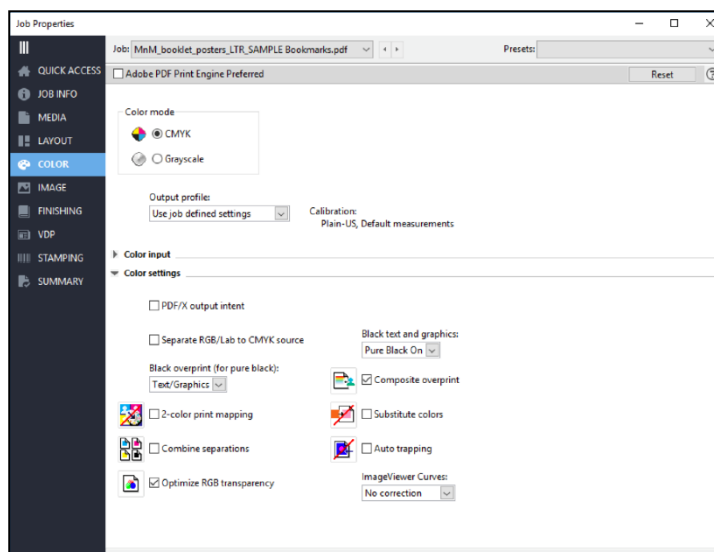 Job Properties
Job: MnM_booklet_posters_LTR_SAMPLE Bookmarks.pdf Presets:
QUICK ACCESS
Adobe PDF Print Engine Preferred Reset
JOB INFO
MEDIA
LAYOUT
COLOR
IMAGE
FINISHING
VDP
STAMPING
SUMMARY
Color mode
CMYK
Grayscale
Output profile:
Use job defined settings
Calibration:
Plain-US, Default measurements
Color input
Color settings
PDF/X output intent
Separate RGB/Lab to CMYK source
Black text and graphics:
Pure Black On
Black overprint (for pure black):
Text/Graphics
Composite overprint
2-color print mapping
Substitute colors
Combine separations
Auto trapping
Optimize RGB transparency
ImageViewer Curves:
No correction